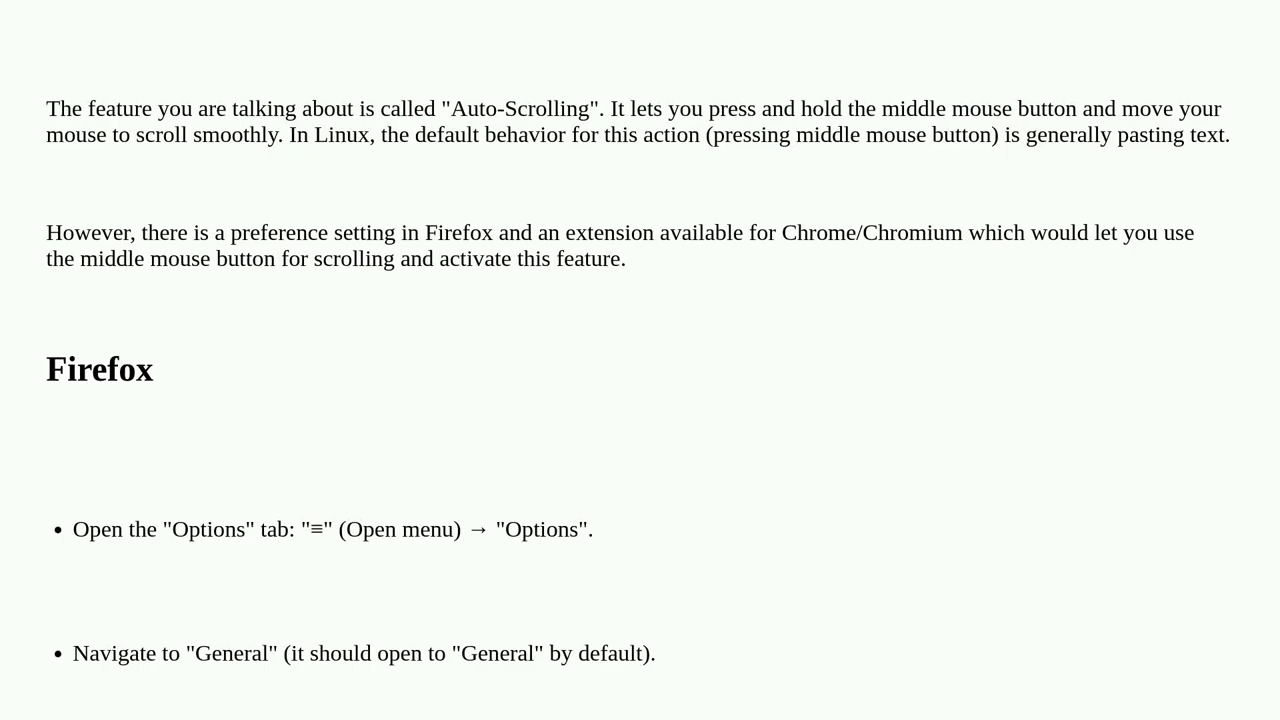 The feature you are talking about is called "Auto-Scrolling". It lets you press and hold the middle mouse button and move your
mouse to scroll smoothly. In Linux, the default behavior for this action (pressing middle mouse button) is generally pasting text.
However, there is a preference setting in Firefox and an extension available for Chrome/Chromium which would let you use
the middle mouse button for scrolling and activate this feature.
Firefox
• Open the "Options" tab: "≡" (Open menu) → "Options".
• Navigate to "General" (it should open to "General" by default).